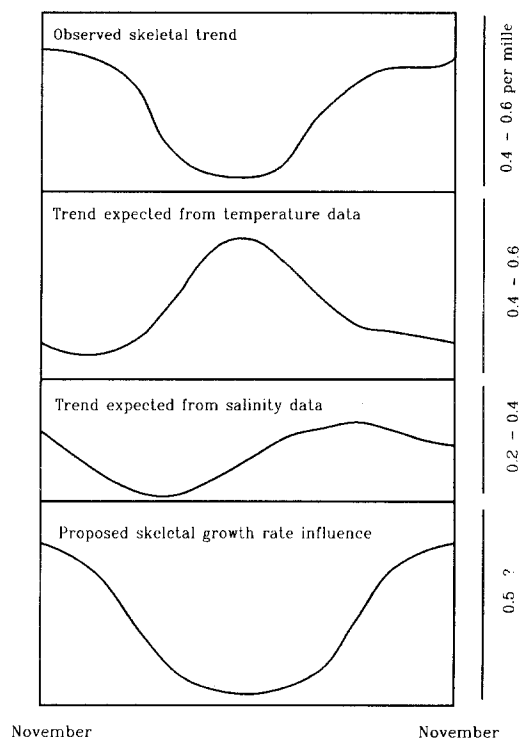 Observed skeletal trend
0.4 - 0.6 per mille
Trend expected from temperature data
0.4 - 0.6
Trend expected from salinity data
0.2 - 0.4
Proposed skeletal growth rate influence
0.5 ?
November
November